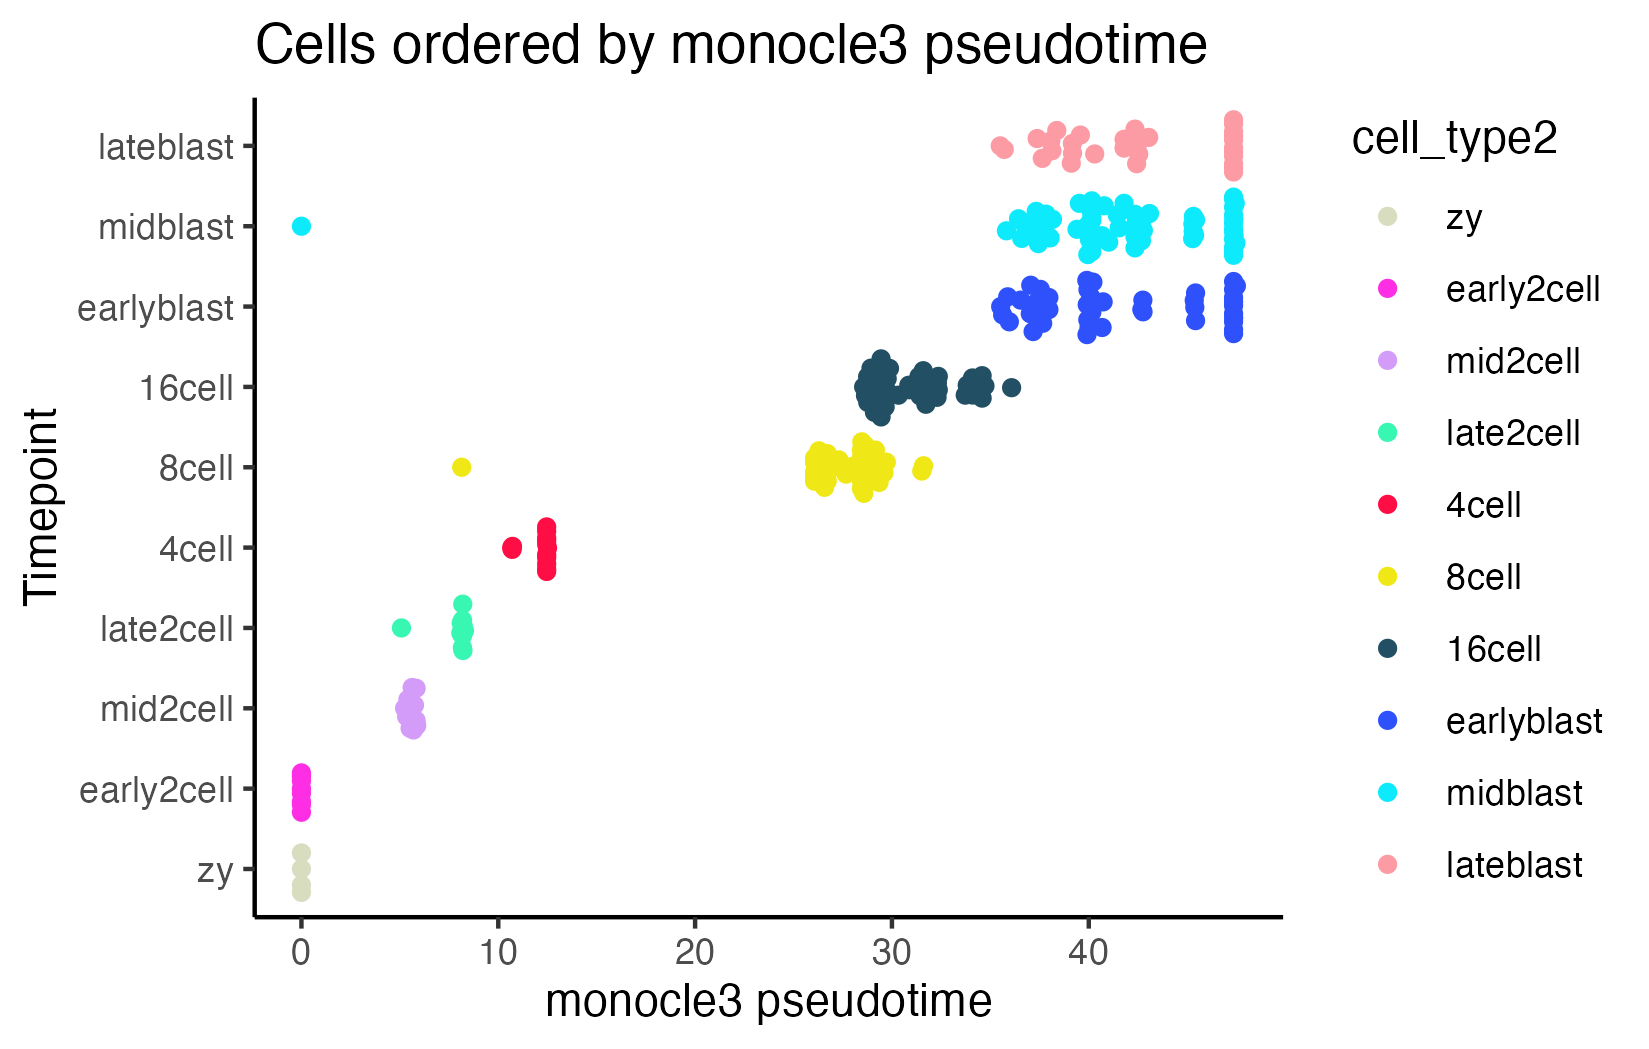 Cells ordered by monocle3 pseudotime
Timepoint
lateblast
midblast
earlyblast
16cell
8cell
4cell
late2cell
mid2cell
early2cell
zy
0 10 20 30 40
monocle3 pseudotime
cell_type2
zy
early2cell
mid2cell
late2cell
4cell
8cell
16cell
earlyblast
midblast
lateblast